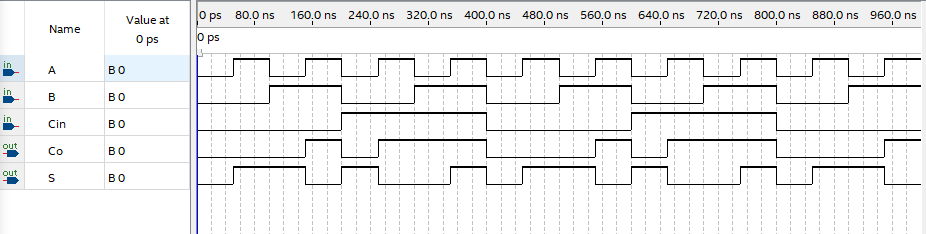 Name
Value at
0 ps
0 ps 80.0 ns 160.0 ns 240.0 ns 320.0 ns 400.0 ns 480.0 ns 560.0 ns 640.0 ns 720.0 ns 800.0 ns 880.0 ns 960.0 ns
0 ps
in A B 0
in B B 0
in Cin B 0
out Co B 0
out S B 0